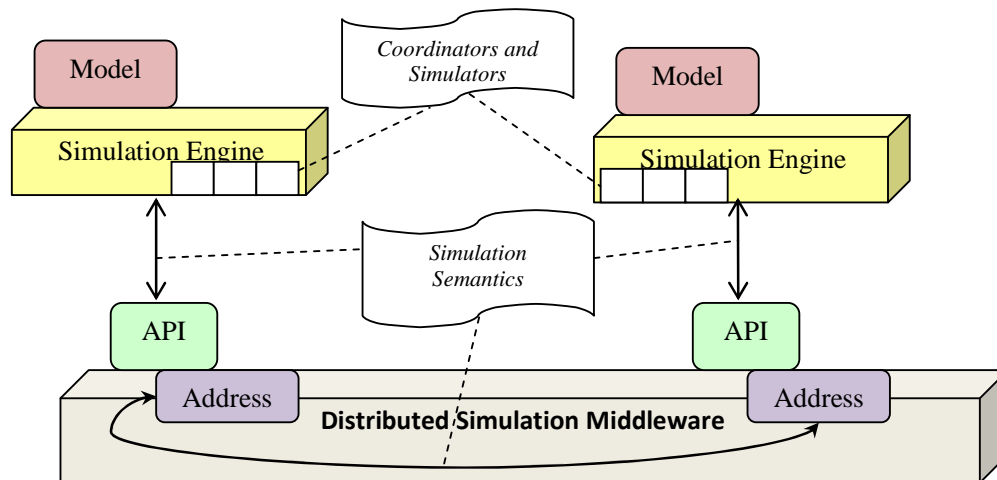 Coordinators and
Simulators
Model
Model
Simulation Engine
Simulation Engine
Simulation
Semantics
API
API
Address
Address
Distributed Simulation Middleware